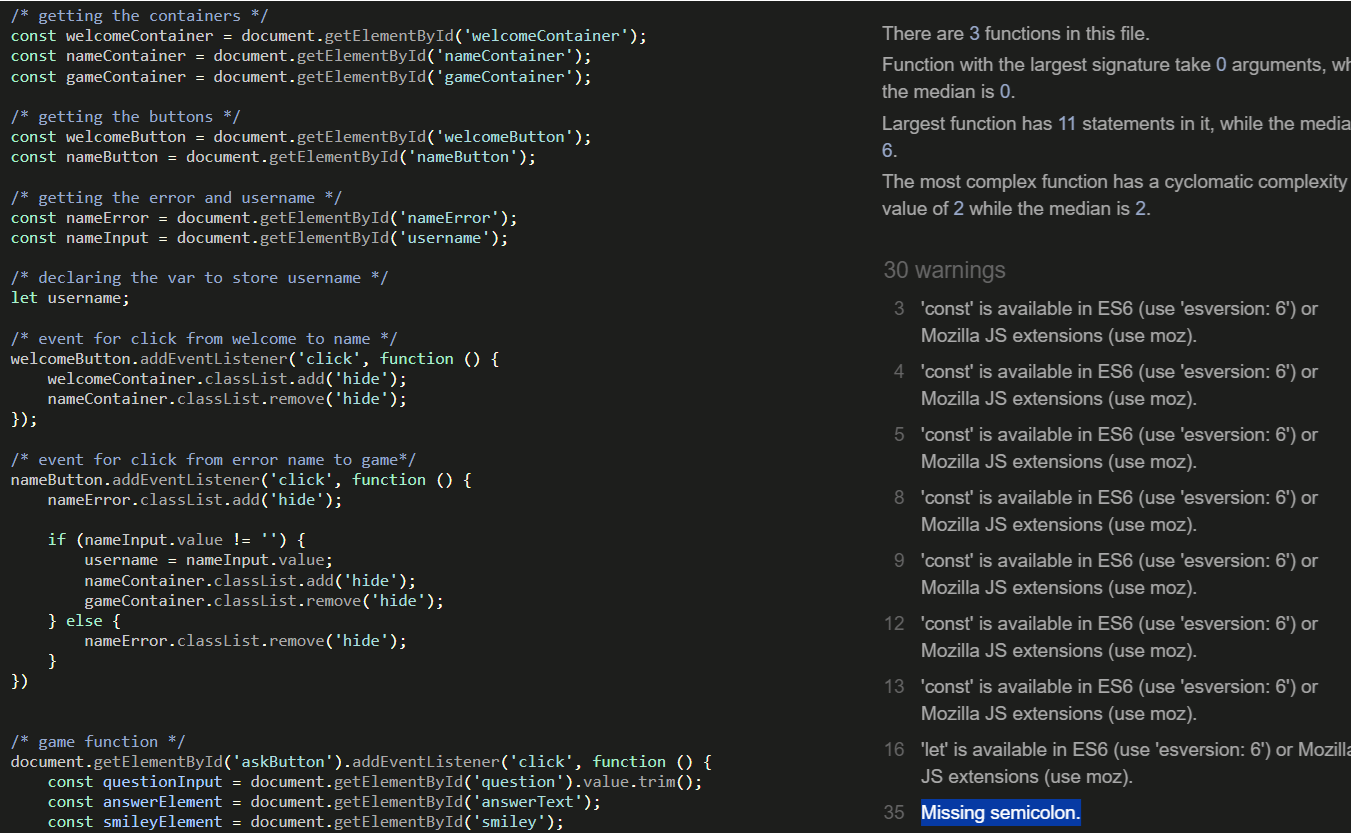 /* getting the containers */
const welcomeContainer = document.getElementById('welcomeContainer');
const nameContainer = document.getElementById('nameContainer');
const gameContainer = document.getElementById('gameContainer');
/* getting the buttons */
const welcomeButton = document.getElementById('welcomeButton');
const nameButton = document.getElementById('nameButton');
/* getting the error and username */
const nameError = document.getElementById('nameError');
const nameInput = document.getElementById('username');
/* declaring the var to store username */
let username;
/* event for click from welcome to name */
welcomeButton.addEventListener('click', function () {
    welcomeContainer.classList.add('hide');
    nameContainer.classList.remove('hide');
});
/* event for click from error name to game*/
nameButton.addEventListener('click', function () {
    nameError.classList.add('hide');
    if (nameInput.value != '') {
        username = nameInput.value;
        nameContainer.classList.add('hide');
        gameContainer.classList.remove('hide');
    } else {
        nameError.classList.remove('hide');
    }
})
/* game function */
document.getElementById('askButton').addEventListener('click', function () {
    const questionInput = document.getElementById('question').value.trim();
    const answerElement = document.getElementById('answerText');
    const smileyElement = document.getElementById('smiley');
There are 3 functions in this file.
Function with the largest signature take 0 arguments, wh
the median is 0.
Largest function has 11 statements in it, while the media
6.
The most complex function has a cyclomatic complexity
value of 2 while the median is 2.
30 warnings
3 'const' is available in ES6 (use 'esversion: 6') or
Mozilla JS extensions (use moz).
4 'const' is available in ES6 (use 'esversion: 6') or
Mozilla JS extensions (use moz).
5 'const' is available in ES6 (use 'esversion: 6') or
Mozilla JS extensions (use moz).
8 'const' is available in ES6 (use 'esversion: 6') or
Mozilla JS extensions (use moz).
9 'const' is available in ES6 (use 'esversion: 6') or
Mozilla JS extensions (use moz).
12 'const' is available in ES6 (use 'esversion: 6') or
Mozilla JS extensions (use moz).
13 'const' is available in ES6 (use 'esversion: 6') or
Mozilla JS extensions (use moz).
16 'let' is available in ES6 (use 'esversion: 6') or Mozilla
JS extensions (use moz).
35 Missing semicolon.